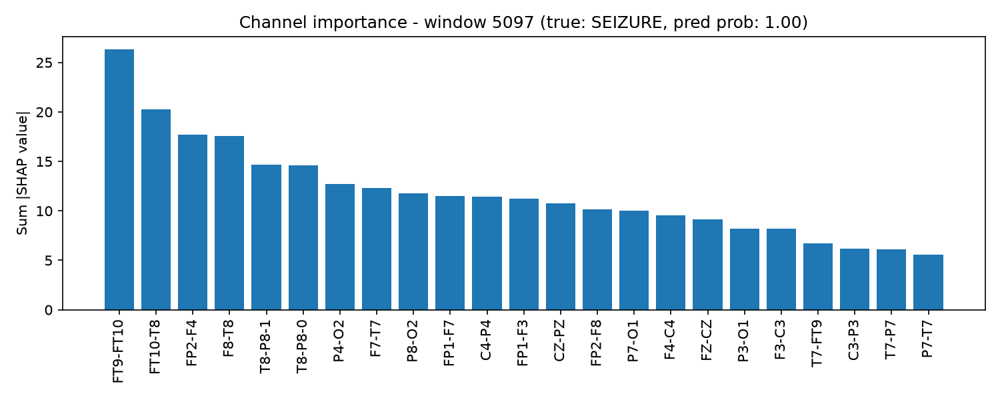 Channel importance - window 5097 (true: SEIZURE, pred prob: 1.00)
Sum |SHAP value|
25
20
15
10
5
0
FT9-FT10
FT10-T8
FP2-F4
F8-T8
T8-P8-1
T8-P8-0
P4-O2
F7-T7
P8-O2
FP1-F7
C4-P4
FP1-F3
CZ-PZ
FP2-F8
P7-O1
F4-C4
FZ-CZ
P3-O1
F3-C3
T7-FT9
C3-P3
T7-P7
P7-T7